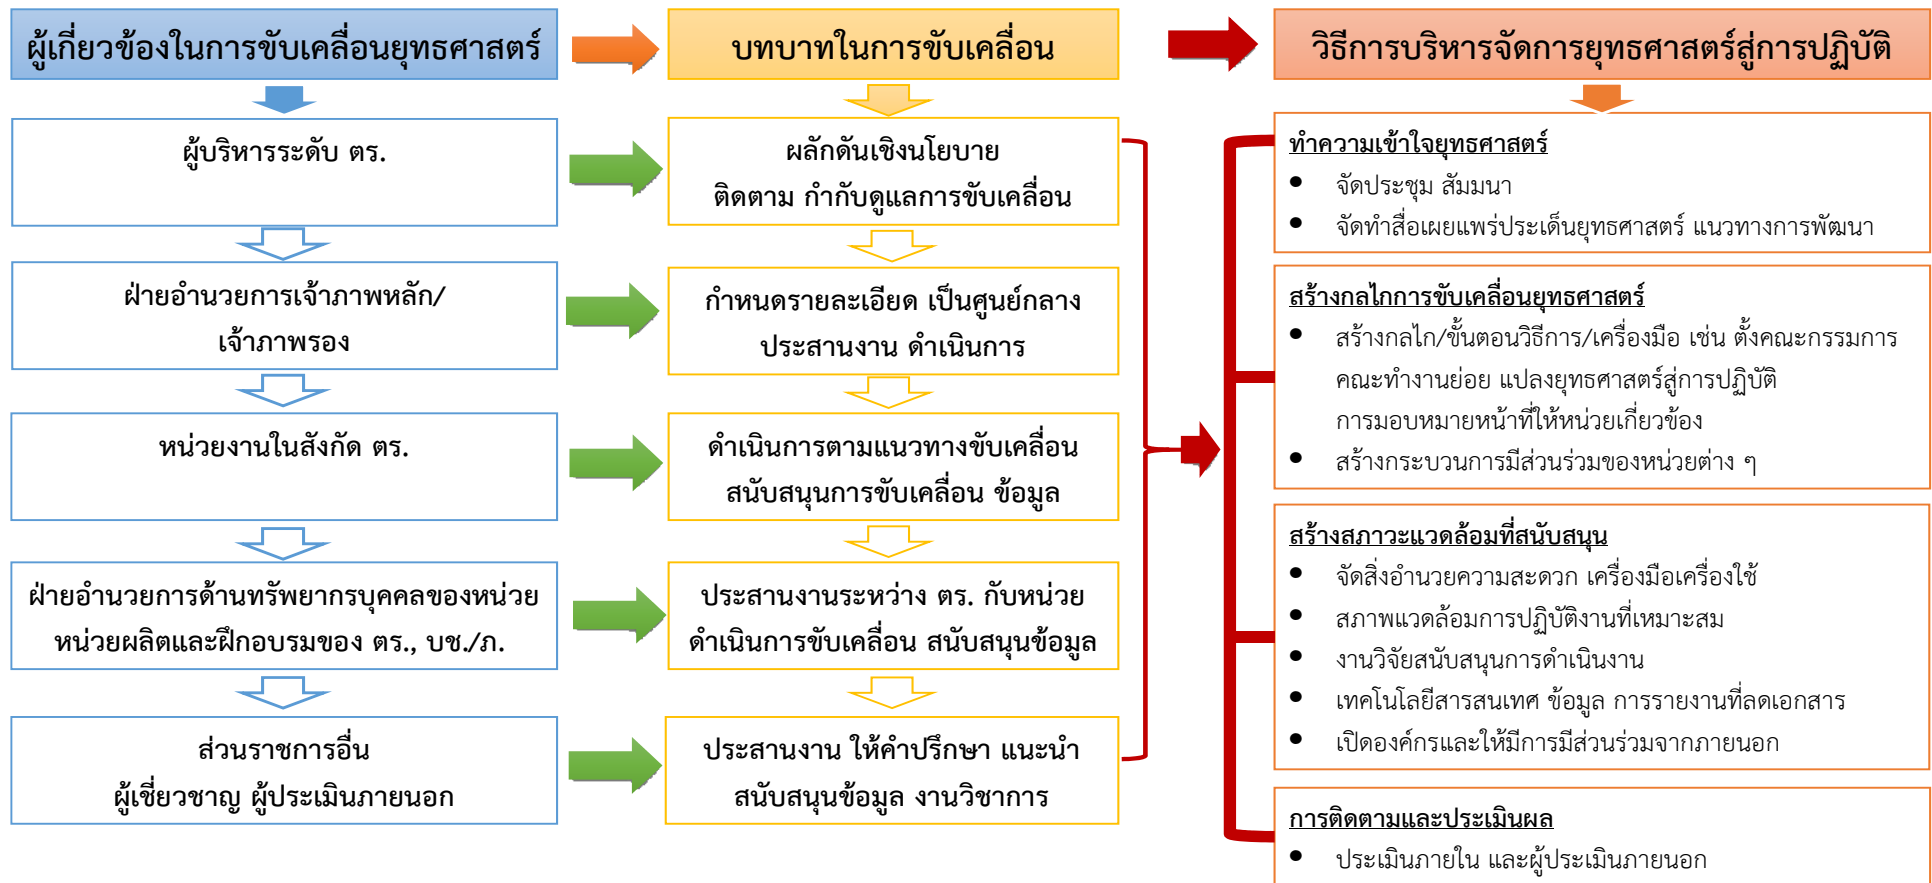 ผู้เกี่ยวข้องในการขับเคลื่อนยุทธศาสตร์
บทบาทในการขับเคลื่อน
วิธีการบริหารจัดการยุทธศาสตร์สู่การปฏิบัติ
ผู้บริหารระดับ ตร.
ผลักดันเชิงนโยบาย
ติดตาม กำกับดูแลการขับเคลื่อน
ฝ่ายอำนวยการเจ้าภาพหลัก/
เจ้าภาพรอง
กำหนดรายละเอียด เป็นศูนย์กลาง
ประสานงาน ดำเนินการ
หน่วยงานในสังกัด ตร.
ดำเนินการตามแนวทางขับเคลื่อน
สนับสนุนการขับเคลื่อน ข้อมูล
ฝ่ายอำนวยการด้านทรัพยากรบุคคลของหน่วย
หน่วยผลิตและฝึกอบรมของ ตร., บช./ภ.
ประสานงานระหว่าง ตร. กับหน่วย
ดำเนินการขับเคลื่อน สนับสนุนข้อมูล
ส่วนราชการอื่น
ผู้เชี่ยวชาญ ผู้ประเมินภายนอก
ประสานงาน ให้คำปรึกษา แนะนำ
สนับสนุนข้อมูล งานวิชาการ
ทำความเข้าใจยุทธศาสตร์
● จัดประชุม สัมมนา
● จัดทำสื่อเผยแพร่ประเด็นยุทธศาสตร์ แนวทางการพัฒนา
สร้างกลไกการขับเคลื่อนยุทธศาสตร์
● สร้างกลไก/ขั้นตอนวิธีการ/เครื่องมือ เช่น ตั้งคณะกรรมการ
คณะทำงานย่อย แปลงยุทธศาสตร์สู่การปฏิบัติ
การมอบหมายหน้าที่ให้หน่วยเกี่ยวข้อง
● สร้างกระบวนการมีส่วนร่วมของหน่วยต่าง ๆ
สร้างสภาวะแวดล้อมที่สนับสนุน
● จัดสิ่งอำนวยความสะดวก เครื่องมือเครื่องใช้
● สภาพแวดล้อมการปฏิบัติงานที่เหมาะสม
● งานวิจัยสนับสนุนการดำเนินงาน
● เทคโนโลยีสารสนเทศ ข้อมูล การรายงานที่ลดเอกสาร
● เปิดองค์กรและให้มีการมีส่วนร่วมจากภายนอก
การติดตามและประเมินผล
● ประเมินภายใน และผู้ประเมินภายนอก